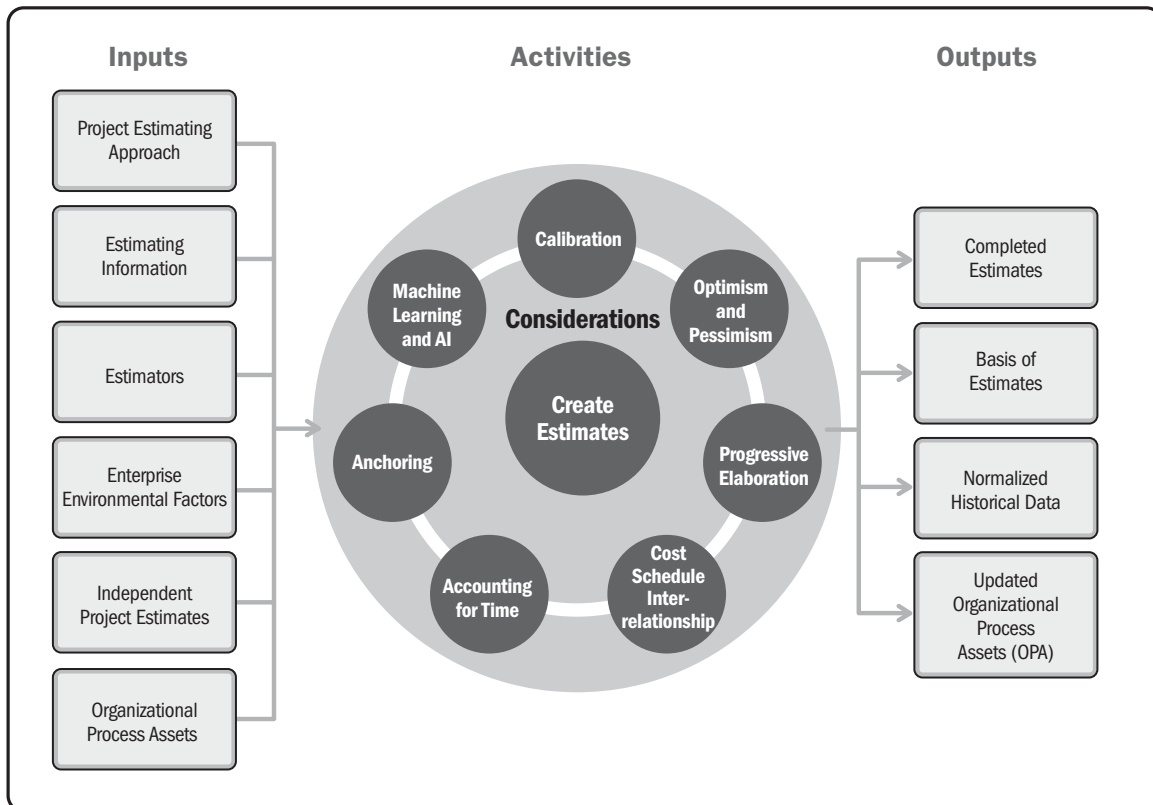 Inputs
Activities
Outputs
Project Estimating
Approach
Estimating
Information
Estimators
Enterprise
Environmental Factors
Independent
Project Estimates
Organizational
Process Assets
Calibration
Optimism
and
Pessimism
Progressive
Elaboration
Cost
Schedule
Inter-
relationship
Accounting
for Time
Anchoring
Machine
Learning
and AI
Considerations
Create
Estimates
Completed
Estimates
Basis of
Estimates
Normalized
Historical Data
Updated
Organizational
Process
Assets (OPA)